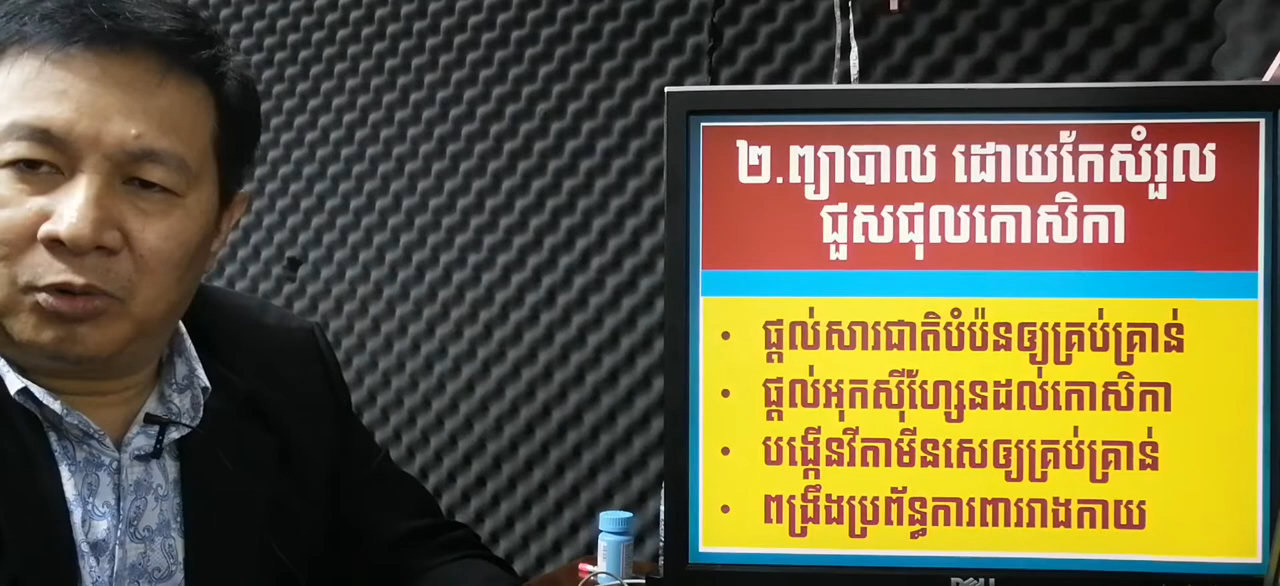 ២.ព្យាបាល ដោយកែសំរួល
ជួសជុលកោសិកា
• ផ្តល់សារជាតិបំប៉នឲ្យគ្រប់គ្រាន់
• ផ្តល់អុកស៊ីហ្សែនដល់កោសិកា
• បង្កើនវីតាមីនសេឲ្យគ្រប់គ្រាន់
• ពង្រឹងប្រព័ន្ធការពាររាងកាយ